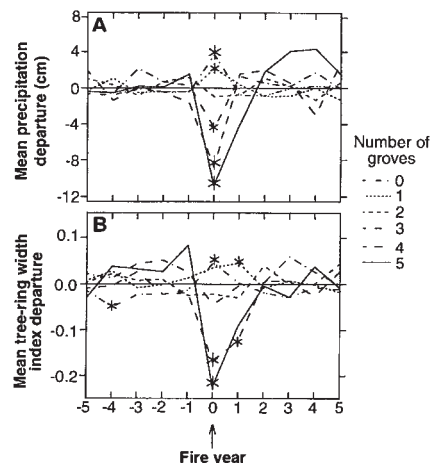 A
8
4
0
-4
-8
-12
Mean precipitation
departure (cm)
Number of
groves
0
1
2
3
4
5
B
0.1
0.0
-0.1
-0.2
Mean tree-ring width
index departure
-5 -4 -3 -2 -1 0 1 2 3 4 5
Fire year